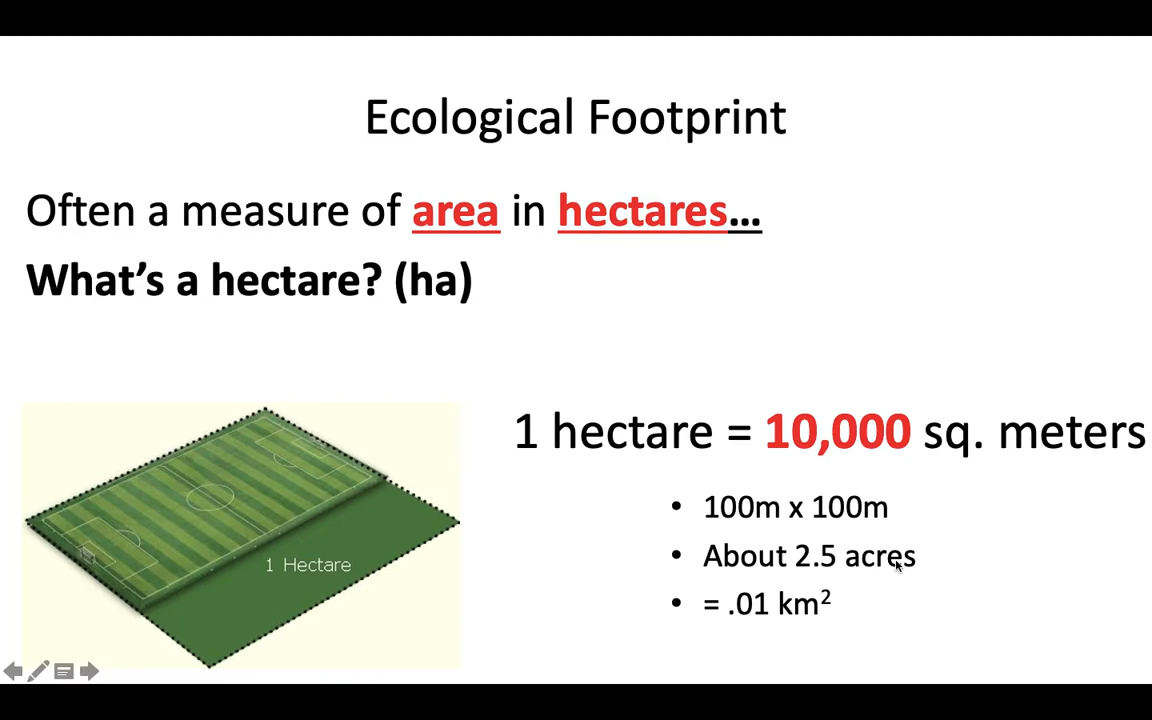 Ecological Footprint
Often a measure of area in hectares...
What's a hectare? (ha)
1 hectare = 10,000 sq. meters
• 100m x 100m
• About 2.5 acres
• = .01 km²
1 Hectare